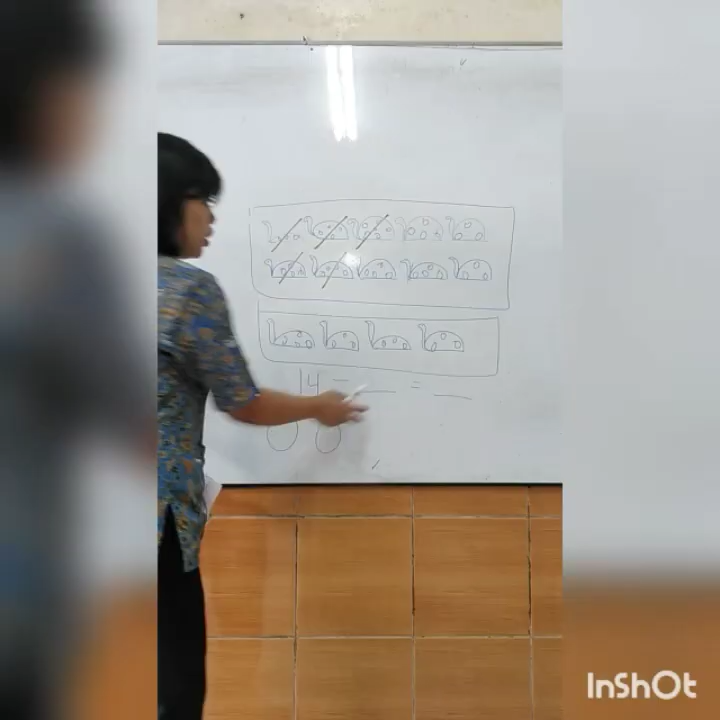 14 - ___ = ___
InShOt